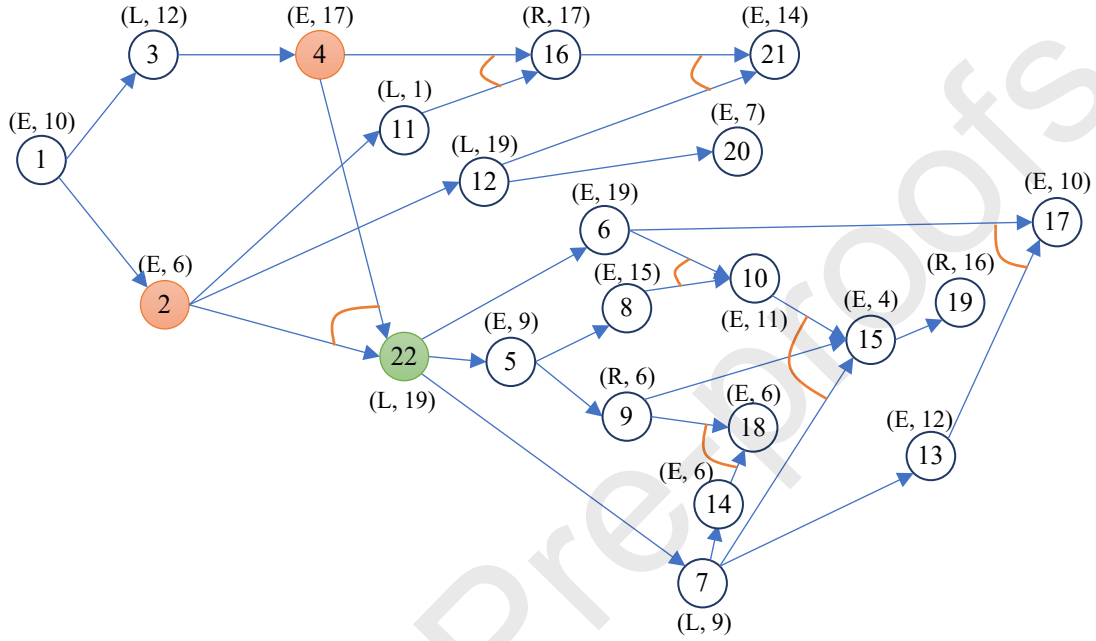 (L, 12)
(E, 17)
(R, 17)
(E, 14)
3
4
16
21
(E, 10)
(L, 1)
(E, 7)
1
11
20
(L, 19)
12
(E, 10)
17
(E, 6)
2
(E, 19)
6
(R, 16)
19
(E, 15)
8
10
(E, 11)
(E, 4)
15
22
(L, 19)
(E, 9)
5
(R, 6)
9
(E, 6)
18
(E, 12)
13
(E, 6)
14
7
(L, 9)
Pre-proofs